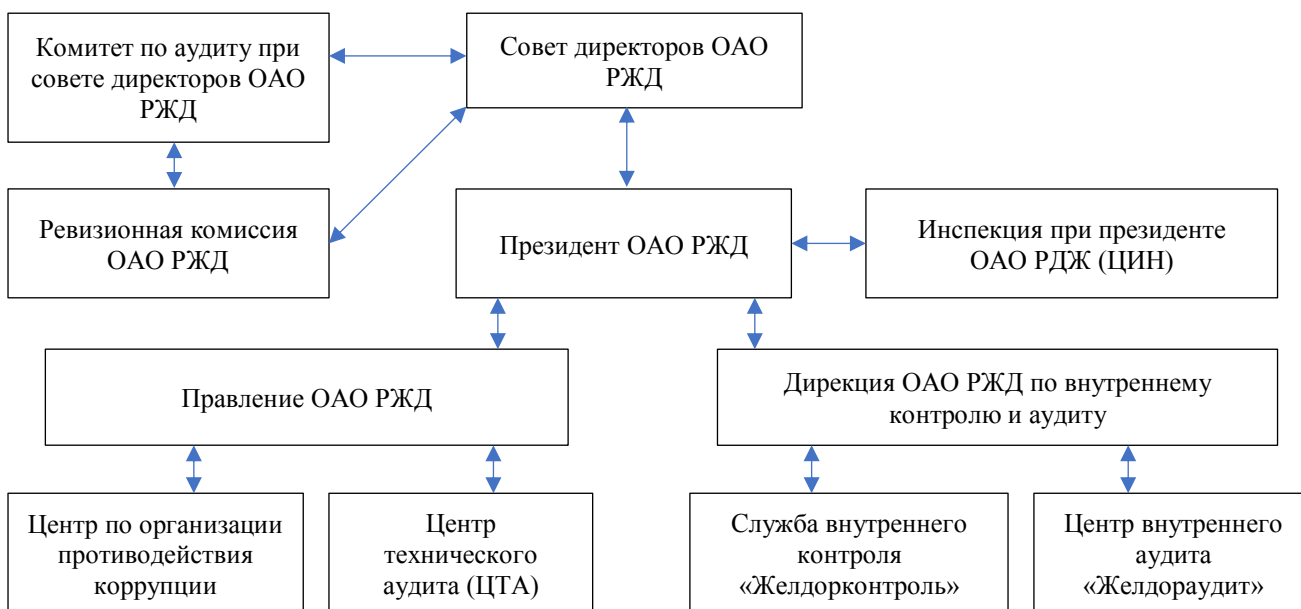 Комитет по аудиту при
совете директоров ОАО
РЖД
Совет директоров ОАО
РЖД
Ревизионная комиссия
ОАО РЖД
Президент ОАО РЖД
Инспекция при президенте
ОАО РДЖ (ЦИН)
Правление ОАО РЖД
Дирекция ОАО РЖД по внутреннему
контролю и аудиту
Центр по организации
противодействия
коррупции
Центр
технического
аудита (ЦТА)
Служба внутреннего
контроля
«Желдорконтроль»
Центр внутреннего
аудита
«Желдораудит»